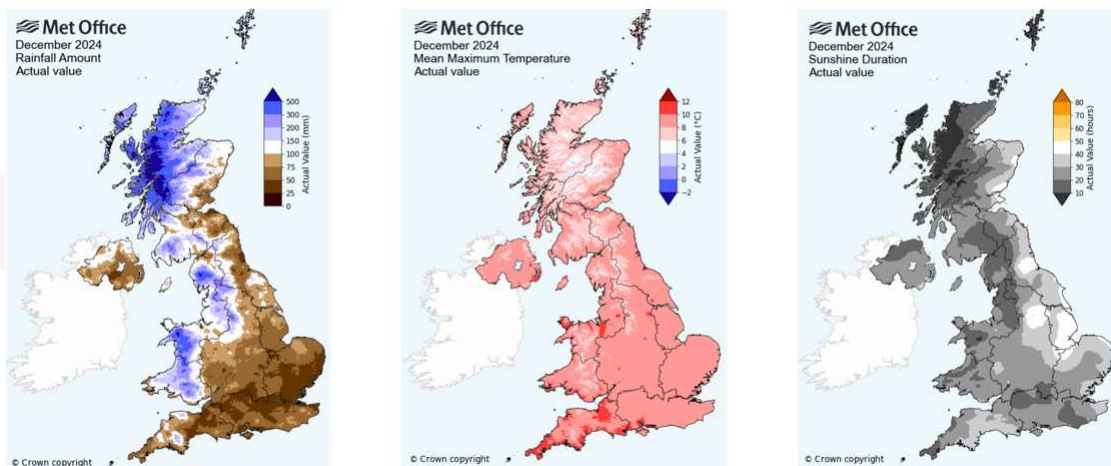 Met Office
December 2024
Rainfall Amount
Actual value
500
300
200
150
100
75
50
25
0
Actual Value (mm)
© Crown copyright
Met Office
December 2024
Mean Maximum Temperature
Actual value
12
10
8
6
4
2
0
−2
Actual Value (°C)
© Crown copyright
Met Office
December 2024
Sunshine Duration
Actual value
80
70
60
50
40
30
20
10
Actual Value (hours)
© Crown copyright